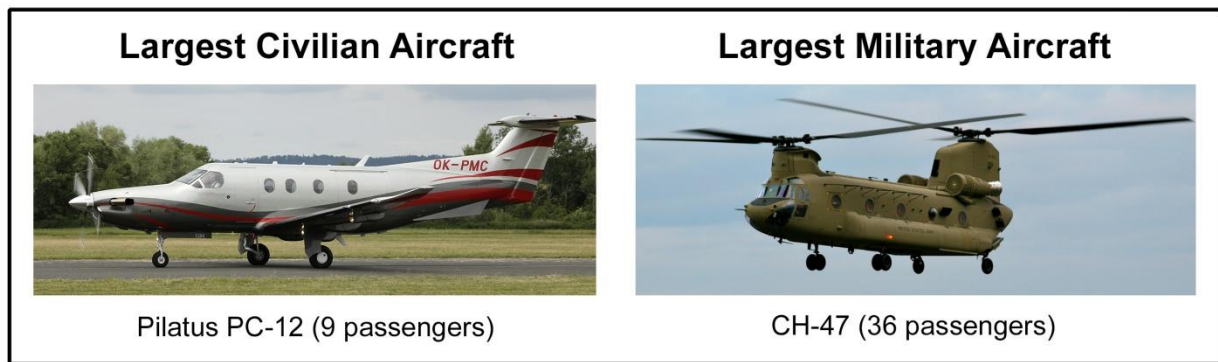 Largest Civilian Aircraft
Largest Military Aircraft
OK-PMC
Pilatus PC-12 (9 passengers)
CH-47 (36 passengers)